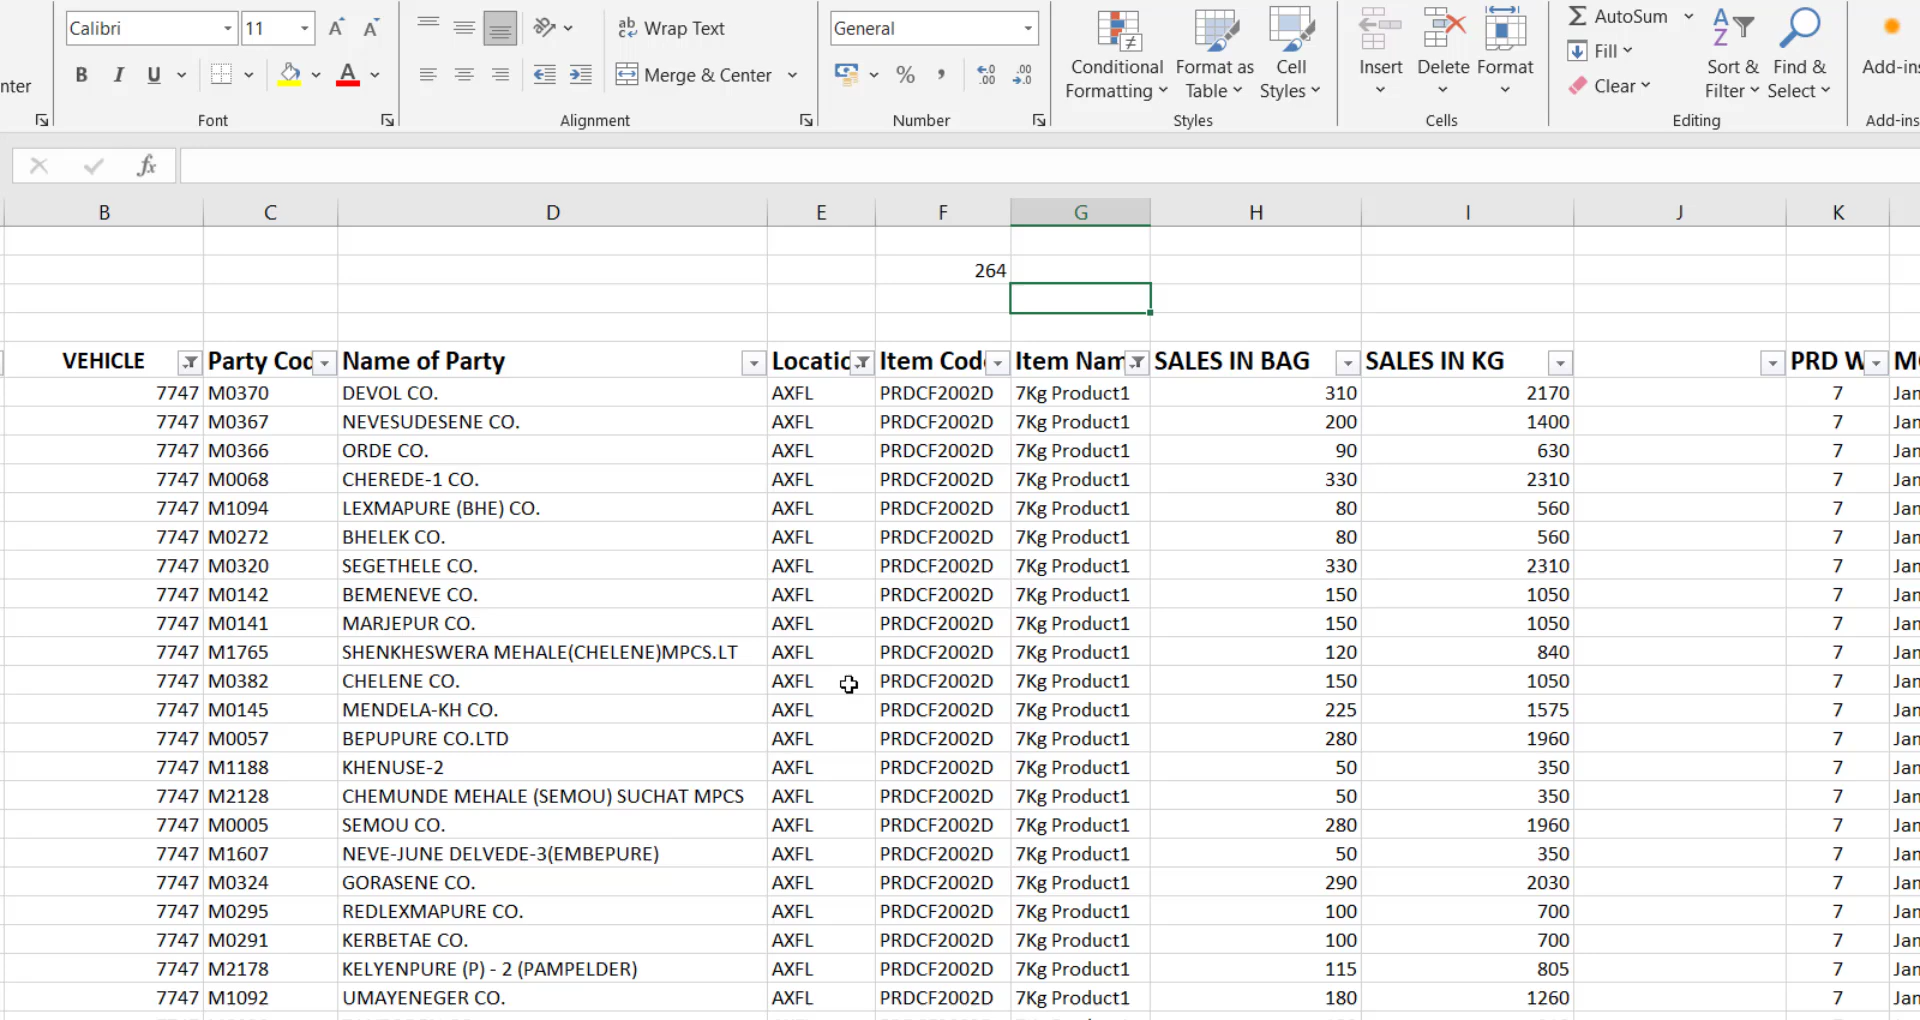 Calibri 11 A A ab Wrap Text General AutoSum A Z
nter B I U A Merge & Center % , .00 .00 Conditional Formatting Format as Table Cell Styles Insert Delete Format Fill Clear Sort & Filter Find & Select Add-ins
Font Alignment Number Styles Cells Editing Add-ins
fx
B C D E F G H I J K
264
VEHICLE Party Cod Name of Party Locatio Item Cod Item Nam SALES IN BAG SALES IN KG PRD W
7747 M0370 DEVOL CO. AXFL PRDCF2002D 7Kg Product1 310 2170 7 Jan
7747 M0367 NEVESUDESENE CO. AXFL PRDCF2002D 7Kg Product1 200 1400 7 Jan
7747 M0366 ORDE CO. AXFL PRDCF2002D 7Kg Product1 90 630 7 Jan
7747 M0068 CHEREDE-1 CO. AXFL PRDCF2002D 7Kg Product1 330 2310 7 Jan
7747 M1094 LEXMAPURE (BHE) CO. AXFL PRDCF2002D 7Kg Product1 80 560 7 Jan
7747 M0272 BHELEK CO. AXFL PRDCF2002D 7Kg Product1 80 560 7 Jan
7747 M0320 SEGETHELE CO. AXFL PRDCF2002D 7Kg Product1 330 2310 7 Jan
7747 M0142 BEMENEVE CO. AXFL PRDCF2002D 7Kg Product1 150 1050 7 Jan
7747 M0141 MARJEPUR CO. AXFL PRDCF2002D 7Kg Product1 150 1050 7 Jan
7747 M1765 SHENKHESWERA MEHALE(CHELENE)MPCS.LT AXFL PRDCF2002D 7Kg Product1 120 840 7 Jan
7747 M0382 CHELENE CO. AXFL PRDCF2002D 7Kg Product1 150 1050 7 Jan
7747 M0145 MENDELA-KH CO. AXFL PRDCF2002D 7Kg Product1 225 1575 7 Jan
7747 M0057 BEPUPURE CO.LTD AXFL PRDCF2002D 7Kg Product1 280 1960 7 Jan
7747 M1188 KHENUSE-2 AXFL PRDCF2002D 7Kg Product1 50 350 7 Jan
7747 M2128 CHEMUNDE MEHALE (SEMOU) SUCHAT MPCS AXFL PRDCF2002D 7Kg Product1 50 350 7 Jan
7747 M0005 SEMOU CO. AXFL PRDCF2002D 7Kg Product1 280 1960 7 Jan
7747 M1607 NEVE-JUNE DELVEDE-3(EMBEPURE) AXFL PRDCF2002D 7Kg Product1 50 350 7 Jan
7747 M0324 GORASENE CO. AXFL PRDCF2002D 7Kg Product1 290 2030 7 Jan
7747 M0295 REDLEXMAPURE CO. AXFL PRDCF2002D 7Kg Product1 100 700 7 Jan
7747 M0291 KERBETAE CO. AXFL PRDCF2002D 7Kg Product1 100 700 7 Jan
7747 M2178 KELYENPURE (P) - 2 (PAMPELDER) AXFL PRDCF2002D 7Kg Product1 115 805 7 Jan
7747 M1092 UMAYENEGER CO. AXFL PRDCF2002D 7Kg Product1 180 1260 7 Jan